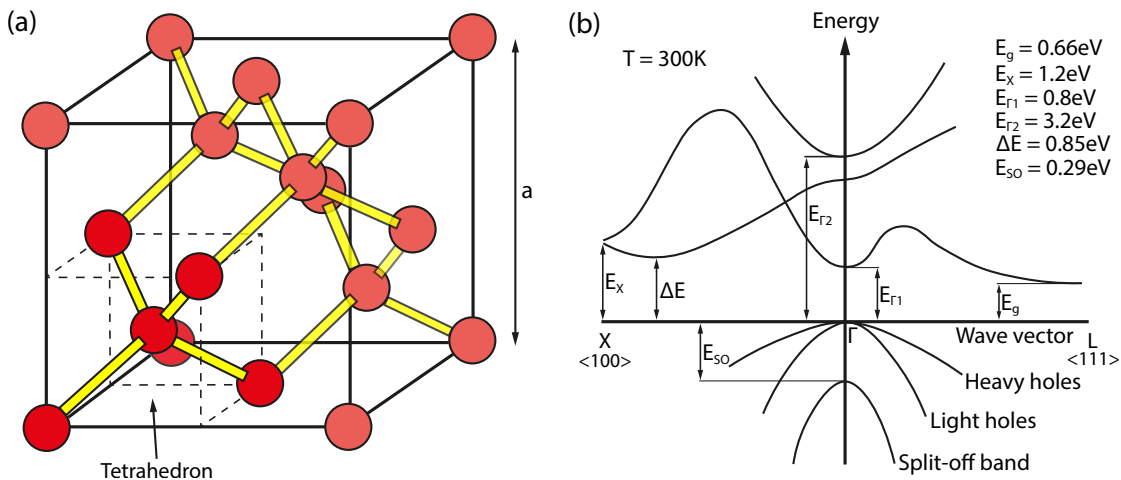 (a)
a
Tetrahedron
(b)
Energy
T = 300K
E_g = 0.66eV
E_X = 1.2eV
E_Γ1 = 0.8eV
E_Γ2 = 3.2eV
ΔE = 0.85eV
E_SO = 0.29eV
E_Γ2
E_X
ΔE
E_Γ1
E_g
E_SO
X
<100>
Γ
Wave vector
L
<111>
Heavy holes
Light holes
Split-off band